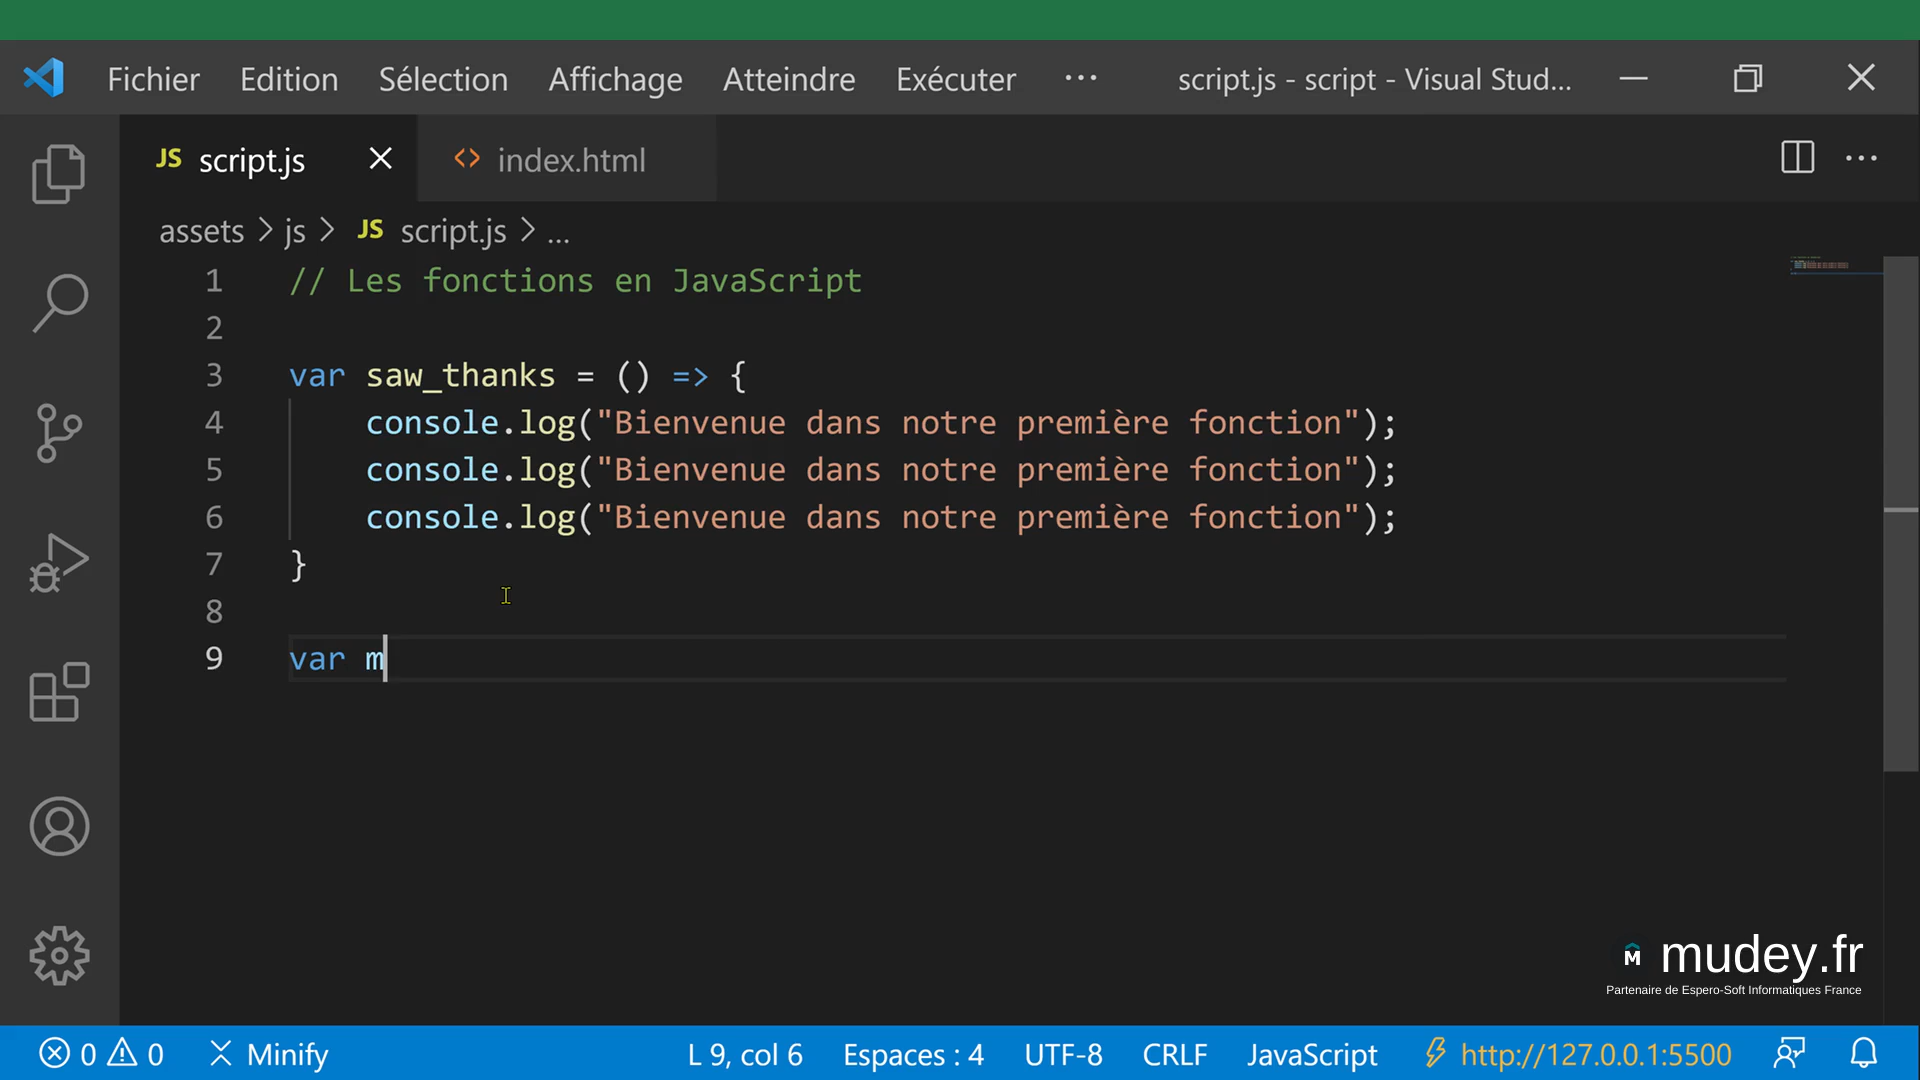 Fichier Edition Sélection Affichage Atteindre Exécuter ··· script.js - script - Visual Stud...
JS script.js index.html
assets > js > JS script.js > ...
1 // Les fonctions en JavaScript
2
3 var saw_thanks = () => {
4 console.log("Bienvenue dans notre première fonction");
5 console.log("Bienvenue dans notre première fonction");
6 console.log("Bienvenue dans notre première fonction");
7 }
8
9 var m
M mudey.fr
Partenaire de Espero-Soft Informatiques France
0 0 Minify L 9, col 6 Espaces : 4 UTF-8 CRLF JavaScript http://127.0.0.1:5500